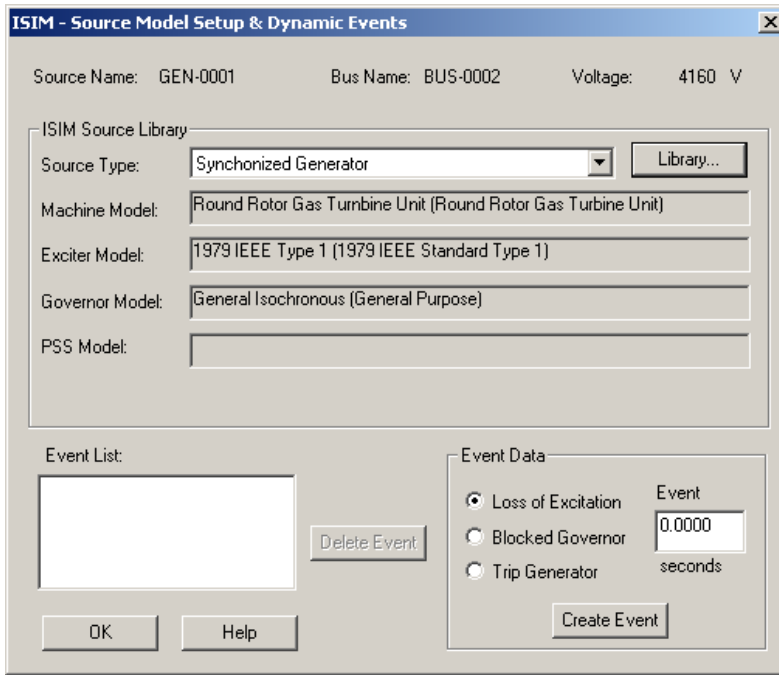 ISIM - Source Model Setup & Dynamic Events
Source Name: GEN-0001 Bus Name: BUS-0002 Voltage: 4160 V
ISIM Source Library
Source Type: Synchonized Generator Library...
Machine Model: Round Rotor Gas Turnbine Unit (Round Rotor Gas Turbine Unit)
Exciter Model: 1979 IEEE Type 1 (1979 IEEE Standard Type 1)
Governor Model: General Isochronous (General Purpose)
PSS Model:
Event List:
Delete Event
Event Data
Loss of Excitation
Blocked Governor
Trip Generator
Event
0.0000
seconds
Create Event
OK Help